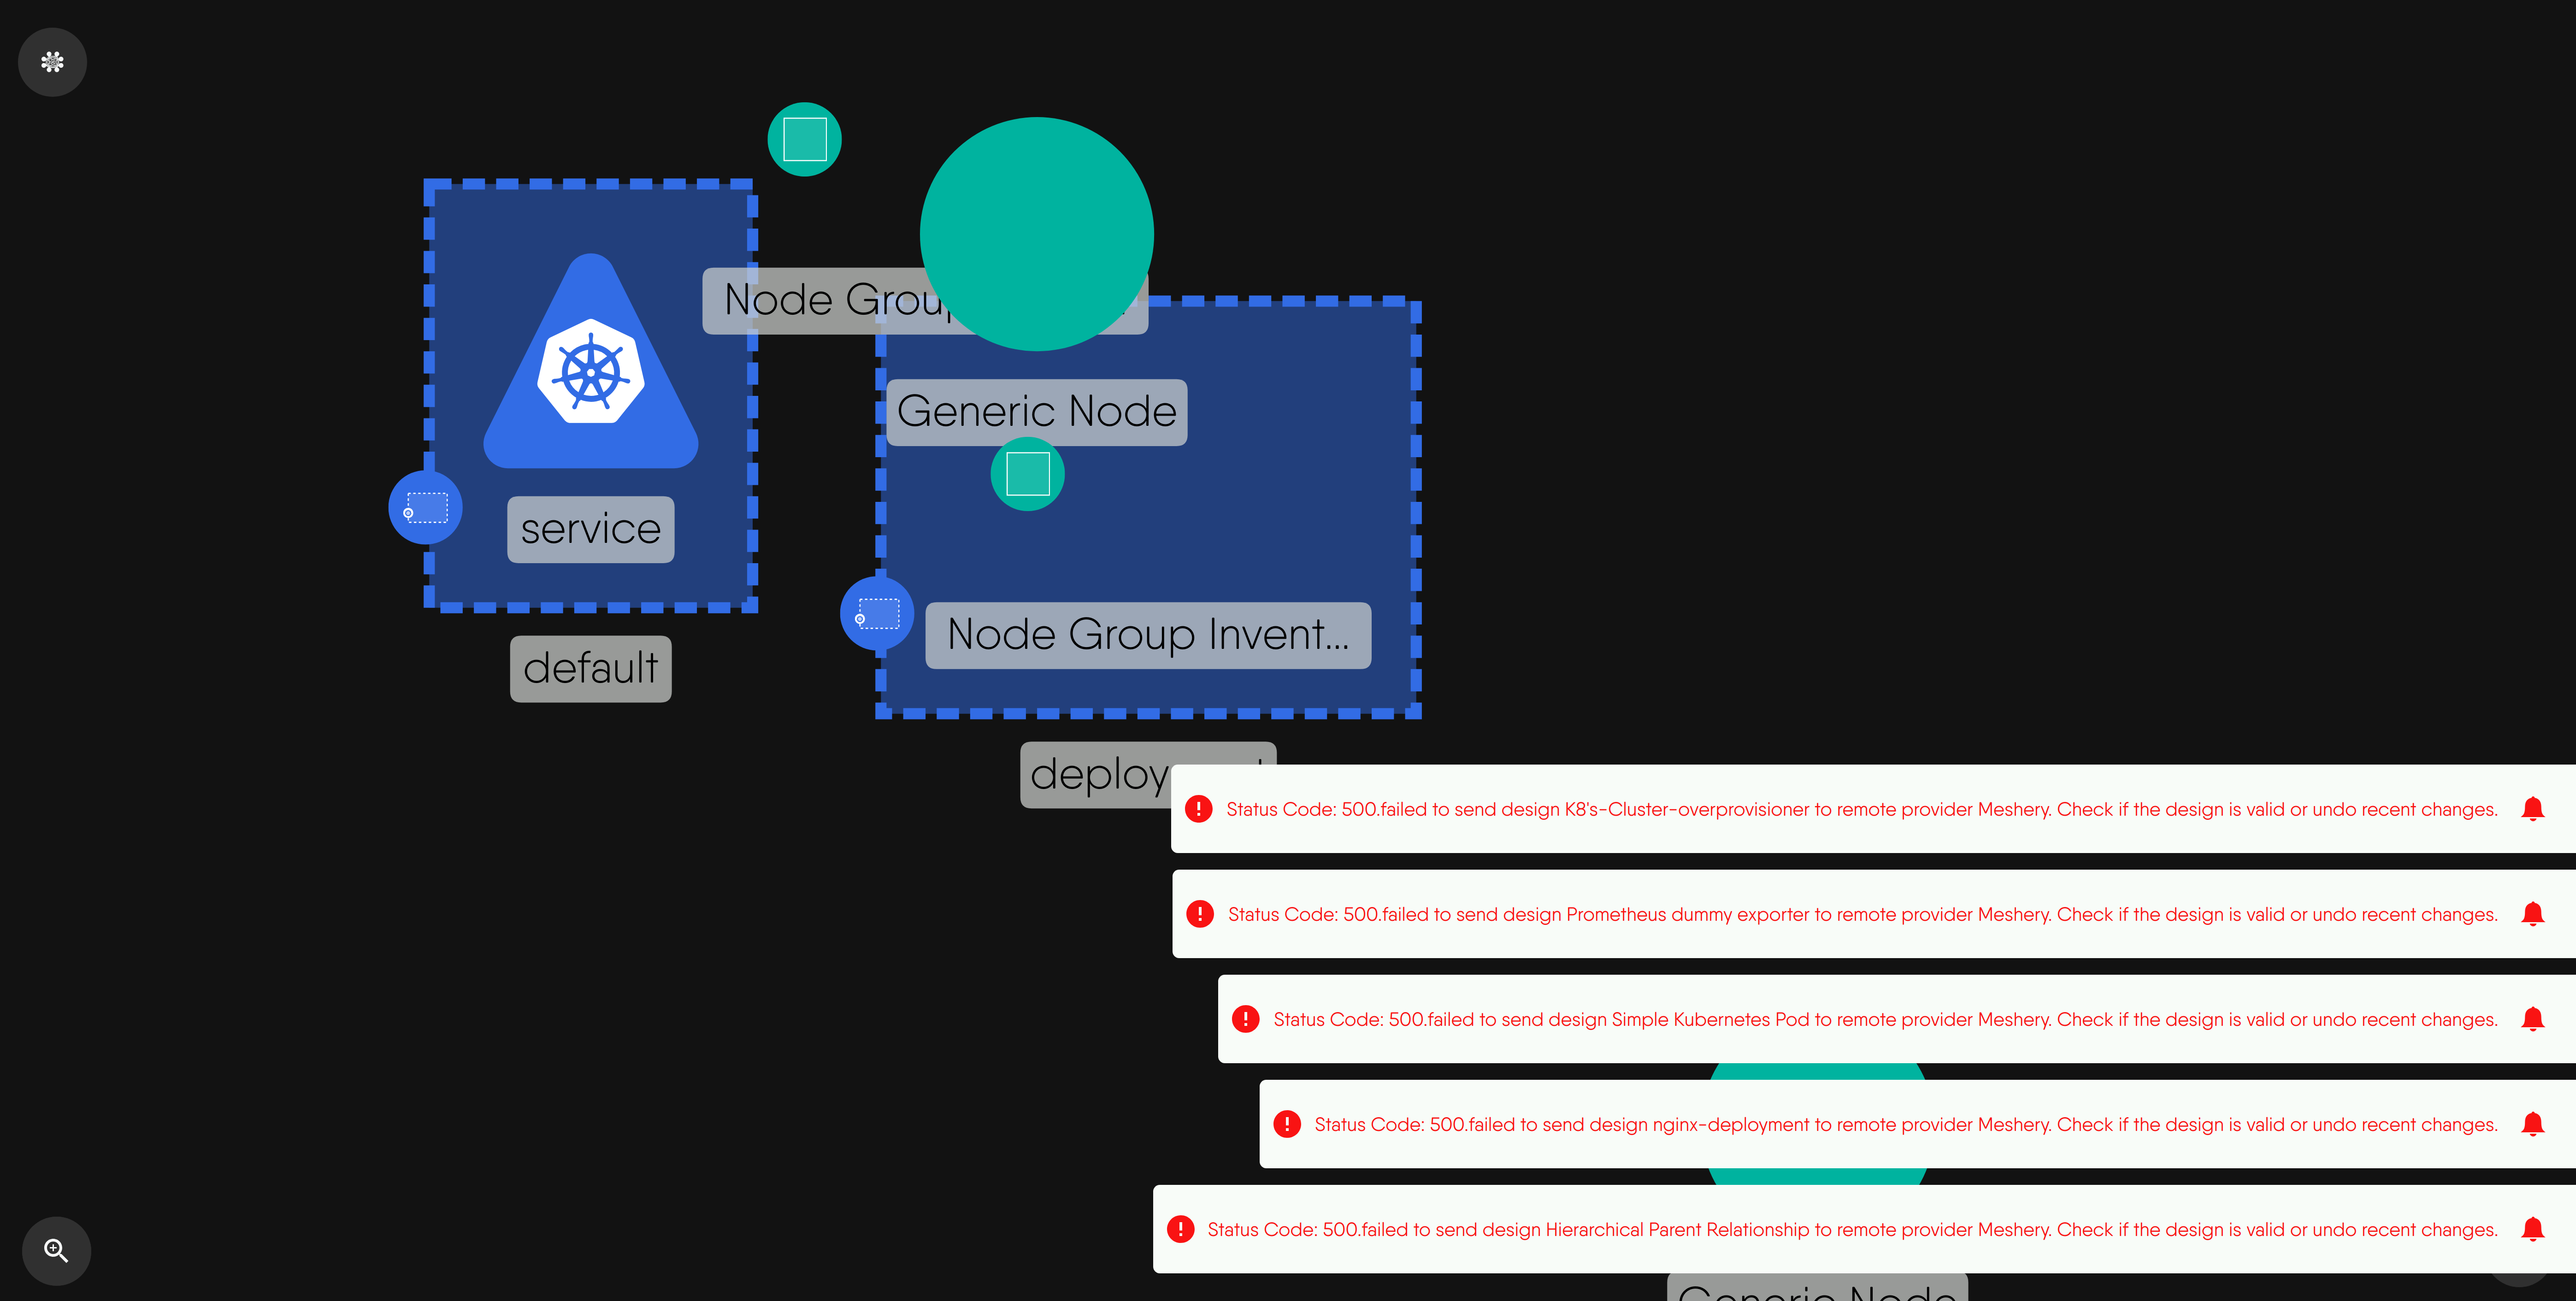 Node Grou
Generic Node
service
Node Group Invent...
default
deploy
Status Code: 500.failed to send design K8's-Cluster-overprovisioner to remote provider Meshery. Check if the design is valid or undo recent changes.
Status Code: 500.failed to send design Prometheus dummy exporter to remote provider Meshery. Check if the design is valid or undo recent changes.
Status Code: 500.failed to send design Simple Kubernetes Pod to remote provider Meshery. Check if the design is valid or undo recent changes.
Status Code: 500.failed to send design nginx-deployment to remote provider Meshery. Check if the design is valid or undo recent changes.
Status Code: 500.failed to send design Hierarchical Parent Relationship to remote provider Meshery. Check if the design is valid or undo recent changes.
Generic Node